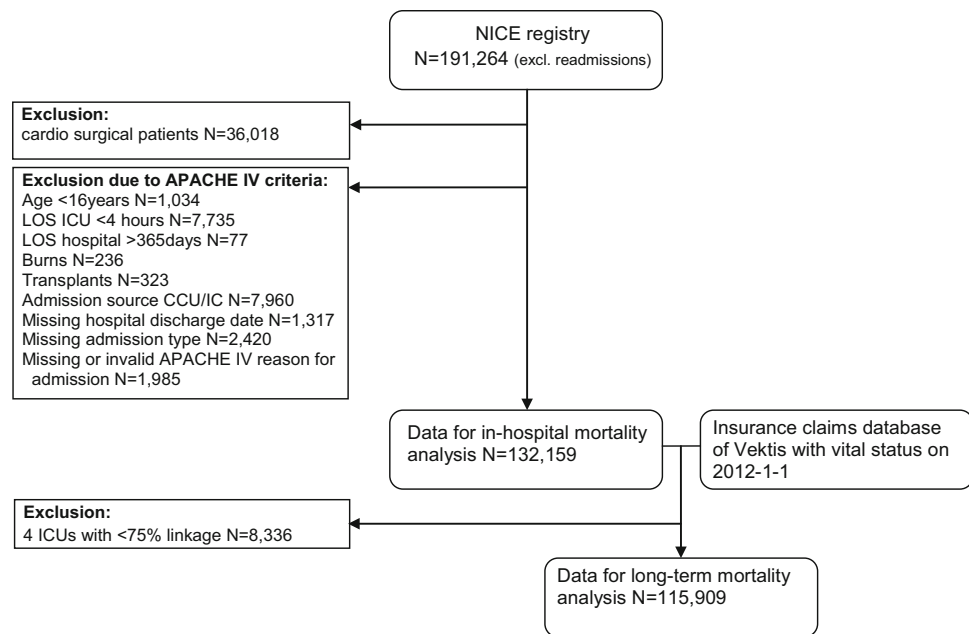 NICE registry
N=191,264 (excl. readmissions)
Exclusion:
cardio surgical patients N=36,018
Exclusion due to APACHE IV criteria:
Age <16years N=1,034
LOS ICU <4 hours N=7,735
LOS hospital >365days N=77
Burns N=236
Transplants N=323
Admission source CCU/IC N=7,960
Missing hospital discharge date N=1,317
Missing admission type N=2,420
Missing or invalid APACHE IV reason for
admission N=1,985
Data for in-hospital mortality
analysis N=132,159
Insurance claims database
of Vektis with vital status on
2012-1-1
Exclusion:
4 ICUs with <75% linkage N=8,336
Data for long-term mortality
analysis N=115,909